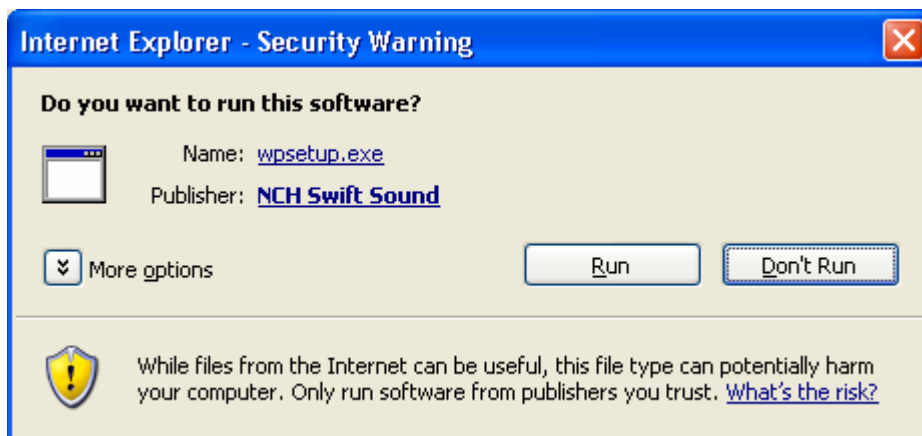 Internet Explorer - Security Warning
Do you want to run this software?
Name: wpsetup.exe
Publisher: NCH Swift Sound
More options
Run
Don't Run
While files from the Internet can be useful, this file type can potentially harm
your computer. Only run software from publishers you trust. What's the risk?